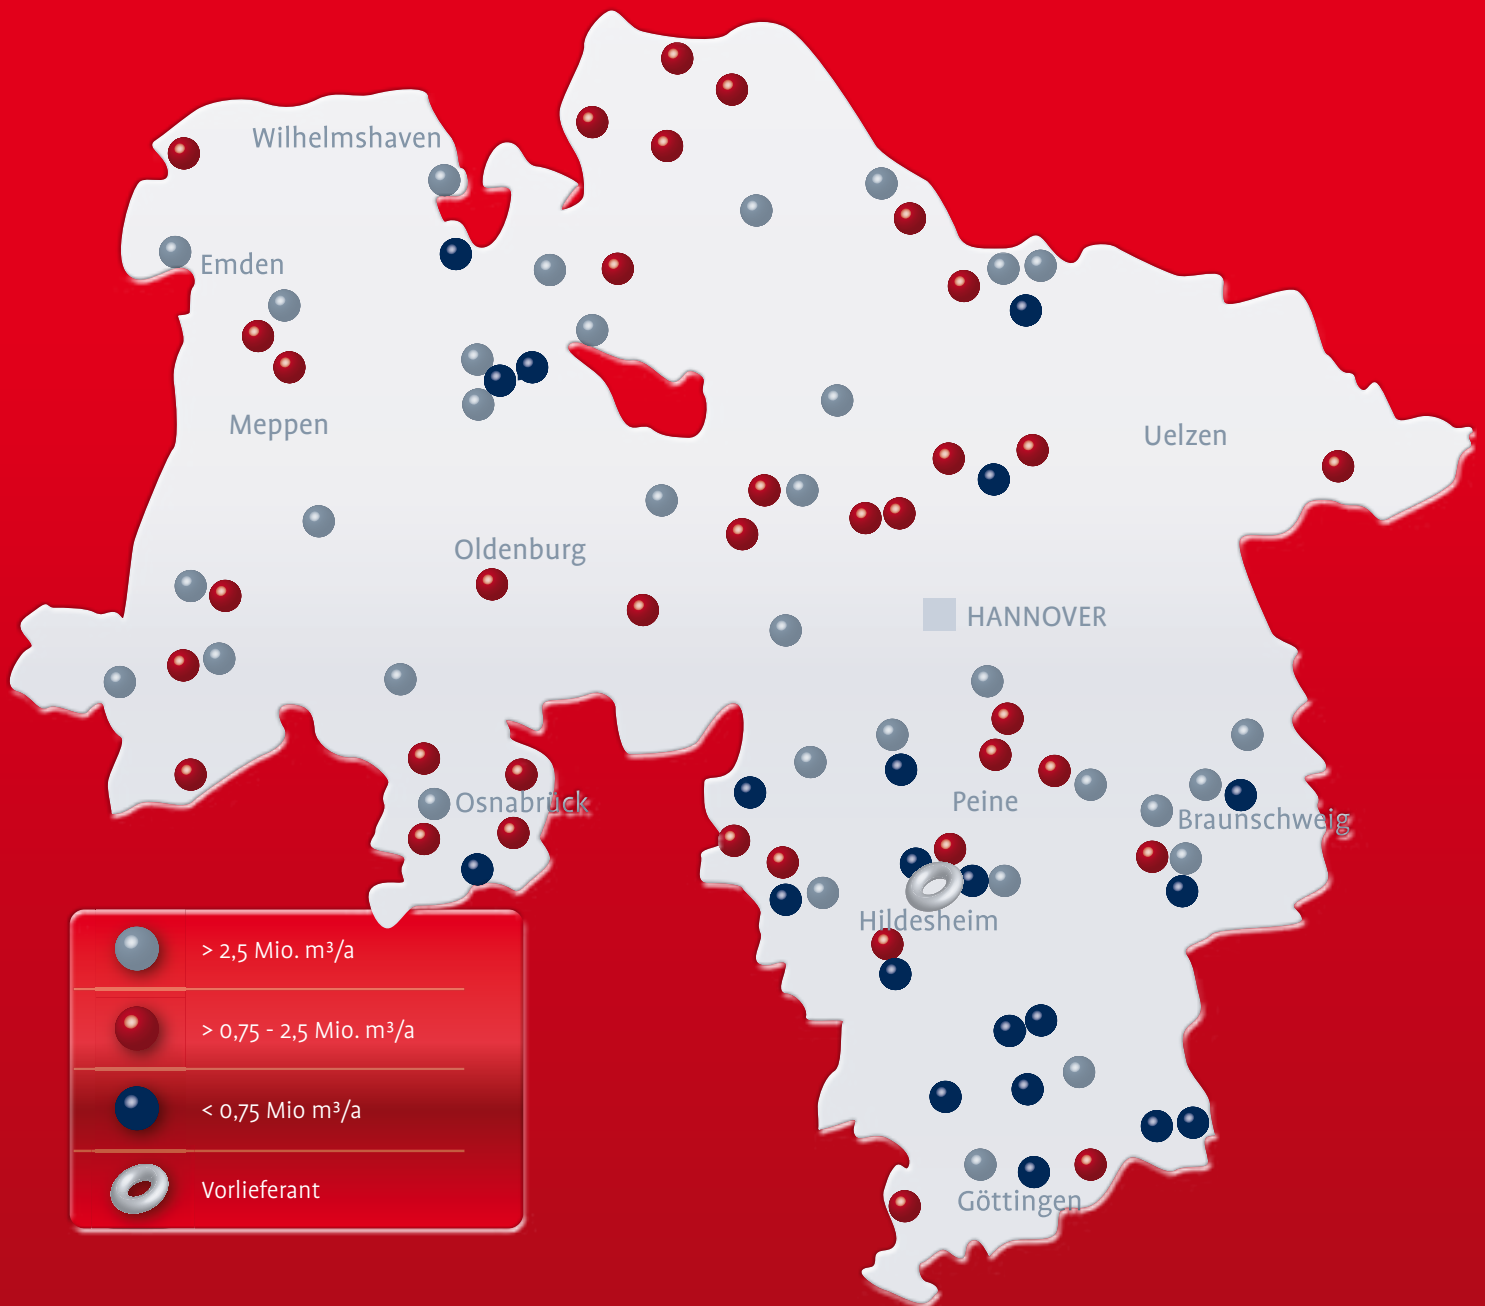 Wilhelmshaven
Emden
Meppen
Uelzen
Oldenburg
HANNOVER
Osnabrück
Peine
Braunschweig
Hildesheim
> 2,5 Mio. m³/a
> 0,75 - 2,5 Mio. m³/a
< 0,75 Mio m³/a
Vorlieferant
Göttingen